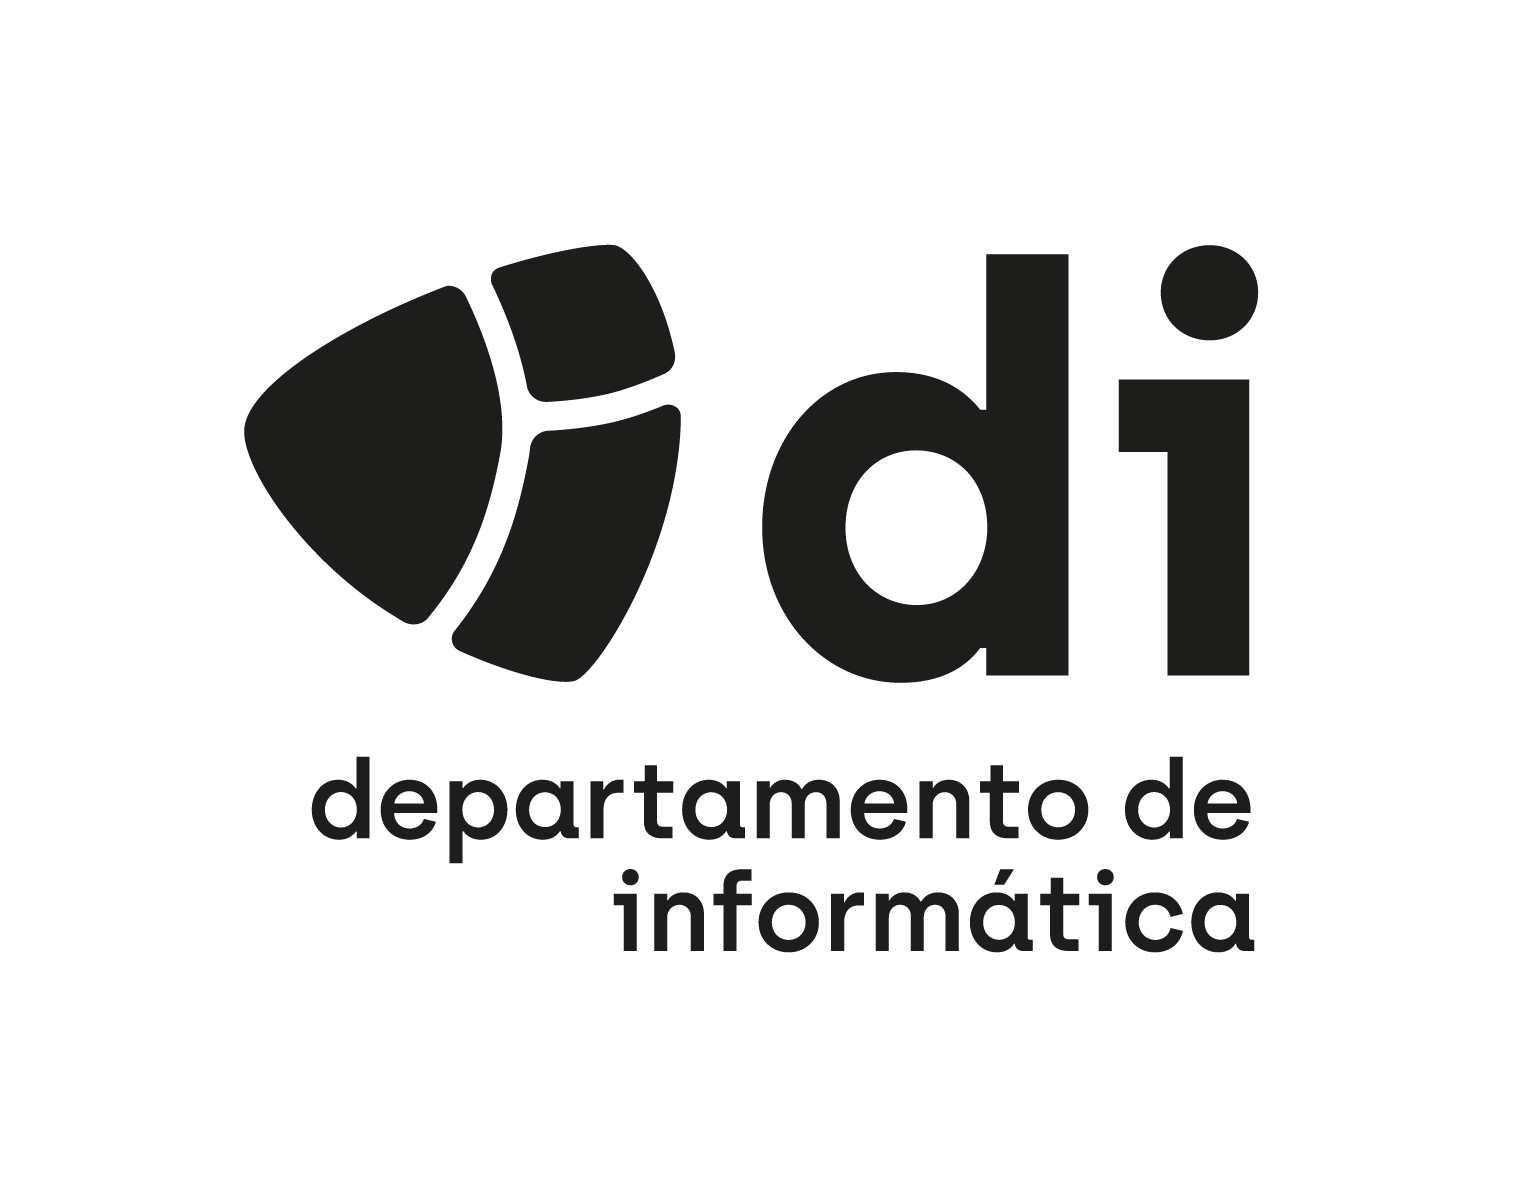 di
departamento de
informática